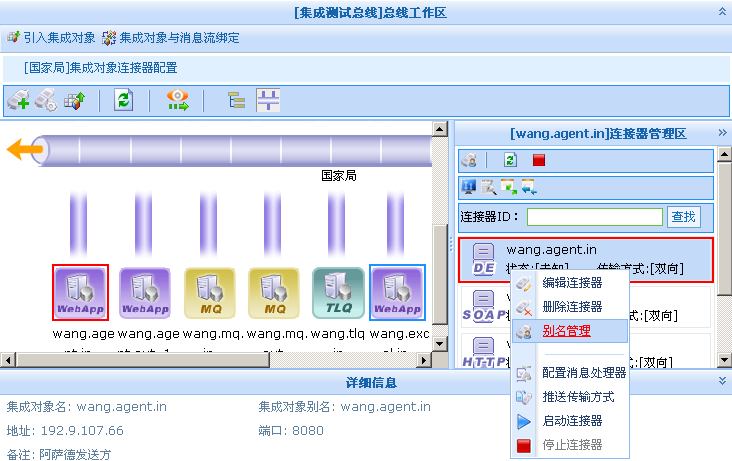 [集成测试总线]总线工作区
引入集成对象 集成对象与消息流绑定
[国家局]集成对象连接器配置
国家局
WebApp WebApp MQ MQ TLQ WebApp
wang.age wang.age wang.mq. wang.mq. wang.tlq wang.exc
[wang.agent.in]连接器管理区
连接器ID： 查找
wang.agent.in
DE 状态:[未知] 传输方式:[双向]
SOAP [双向]
HTTP
编辑连接器
删除连接器
别名管理
配置消息处理器
推送传输方式
启动连接器
停止连接器
详细信息
集成对象名: wang.agent.in 集成对象别名: wang.agent.in
地址: 192.9.107.66 端口: 8080
备注: 阿萨德发送方